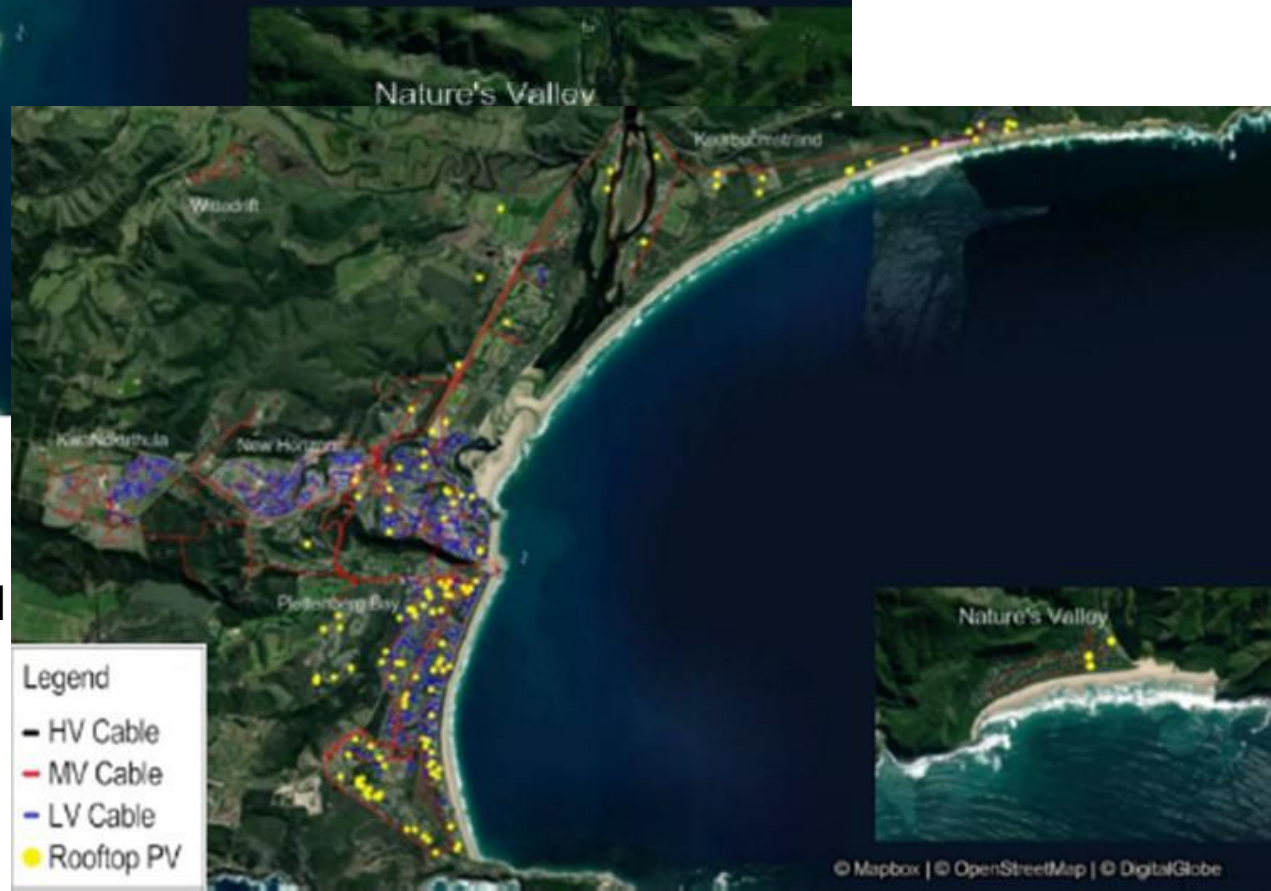 Nature's Valley
Keurboomstrand
Wittedrift
KwaNokuthula
New Horizons
Plettenberg Bay
Nature's Valley
Legend
HV Cable
MV Cable
LV Cable
Rooftop PV
© Mapbox | © OpenStreetMap | © DigitalGlobe